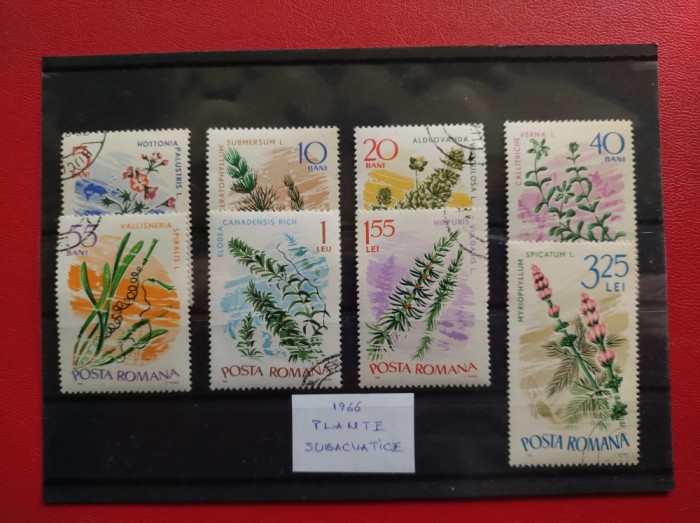 5
BANI
HOTTONIA
PALUSTRIS L.
CERATOPHYLLUM
SUBMERSUM L.
10
BANI
20
BANI
ALDROVANDA
VESICULOSA L.
CALLITRICHE
VERNA L.
40
BANI
55
BANI
VALLISNERIA
SPIRALIS L.
POSTA ROMANA
ELODEA CANADENSIS RICH
1
LEU
POSTA ROMANA
1.55
LEI
HIPPURIS
VULGARIS L.
POSTA ROMANA
MYRIOPHYLLUM
SPICATUM L.
3.25
LEI
POSTA ROMANA
1966
PLANTE
SUBACVATICE